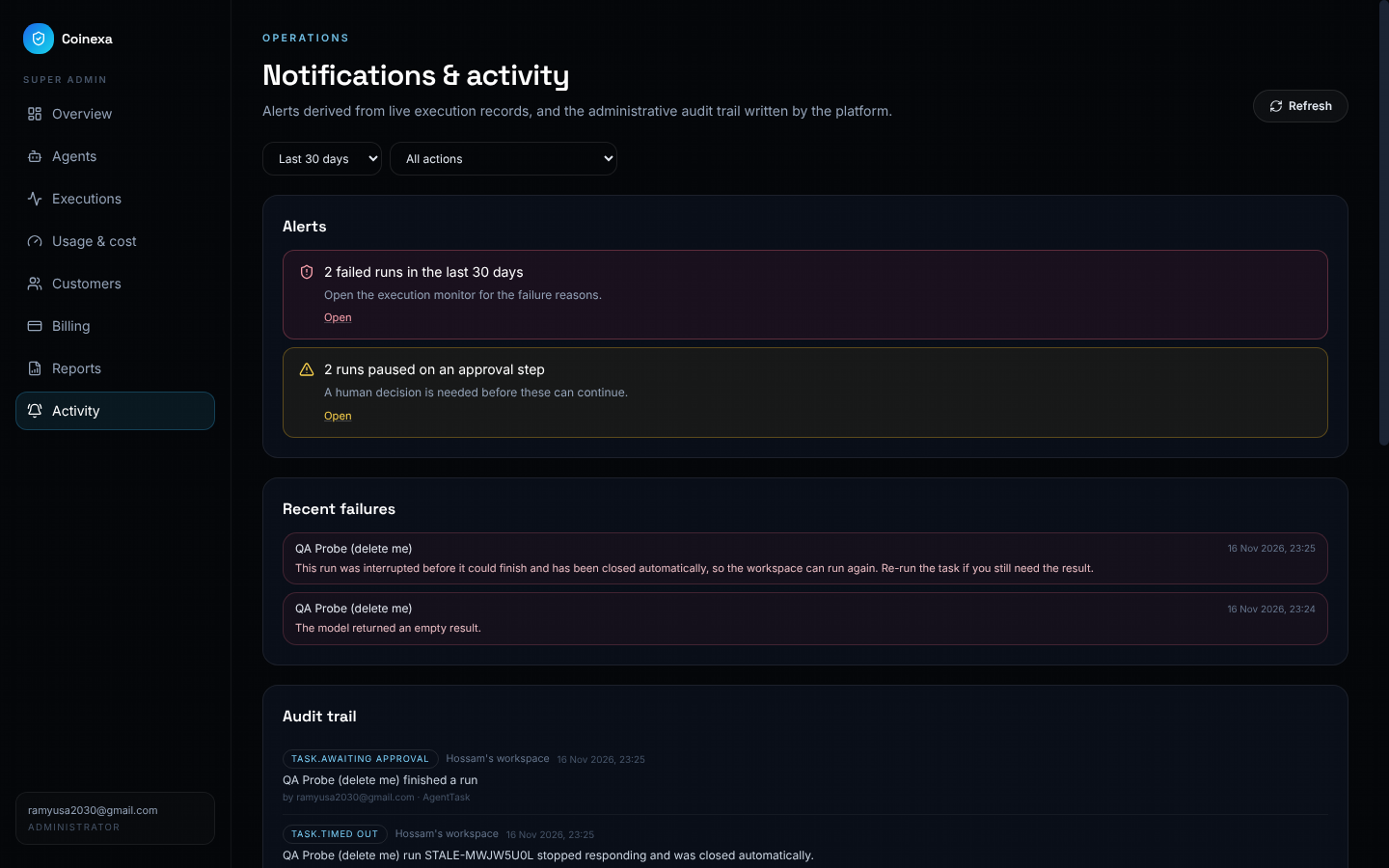 Coinexa
SUPER ADMIN
Overview
Agents
Executions
Usage & cost
Customers
Billing
Reports
Activity
ramyusa2030@gmail.com
ADMINISTRATOR
OPERATIONS
Notifications & activity
Alerts derived from live execution records, and the administrative audit trail written by the platform.
Refresh
Last 30 days
All actions
Alerts
2 failed runs in the last 30 days
Open the execution monitor for the failure reasons.
Open
2 runs paused on an approval step
A human decision is needed before these can continue.
Open
Recent failures
QA Probe (delete me) 16 Nov 2026, 23:25
This run was interrupted before it could finish and has been closed automatically, so the workspace can run again. Re-run the task if you still need the result.
QA Probe (delete me) 16 Nov 2026, 23:24
The model returned an empty result.
Audit trail
TASK.AWAITING APPROVAL Hossam's workspace 16 Nov 2026, 23:25
QA Probe (delete me) finished a run
by ramyusa2030@gmail.com · AgentTask
TASK.TIMED OUT Hossam's workspace 16 Nov 2026, 23:25
QA Probe (delete me) run STALE-MWJW5U0L stopped responding and was closed automatically.